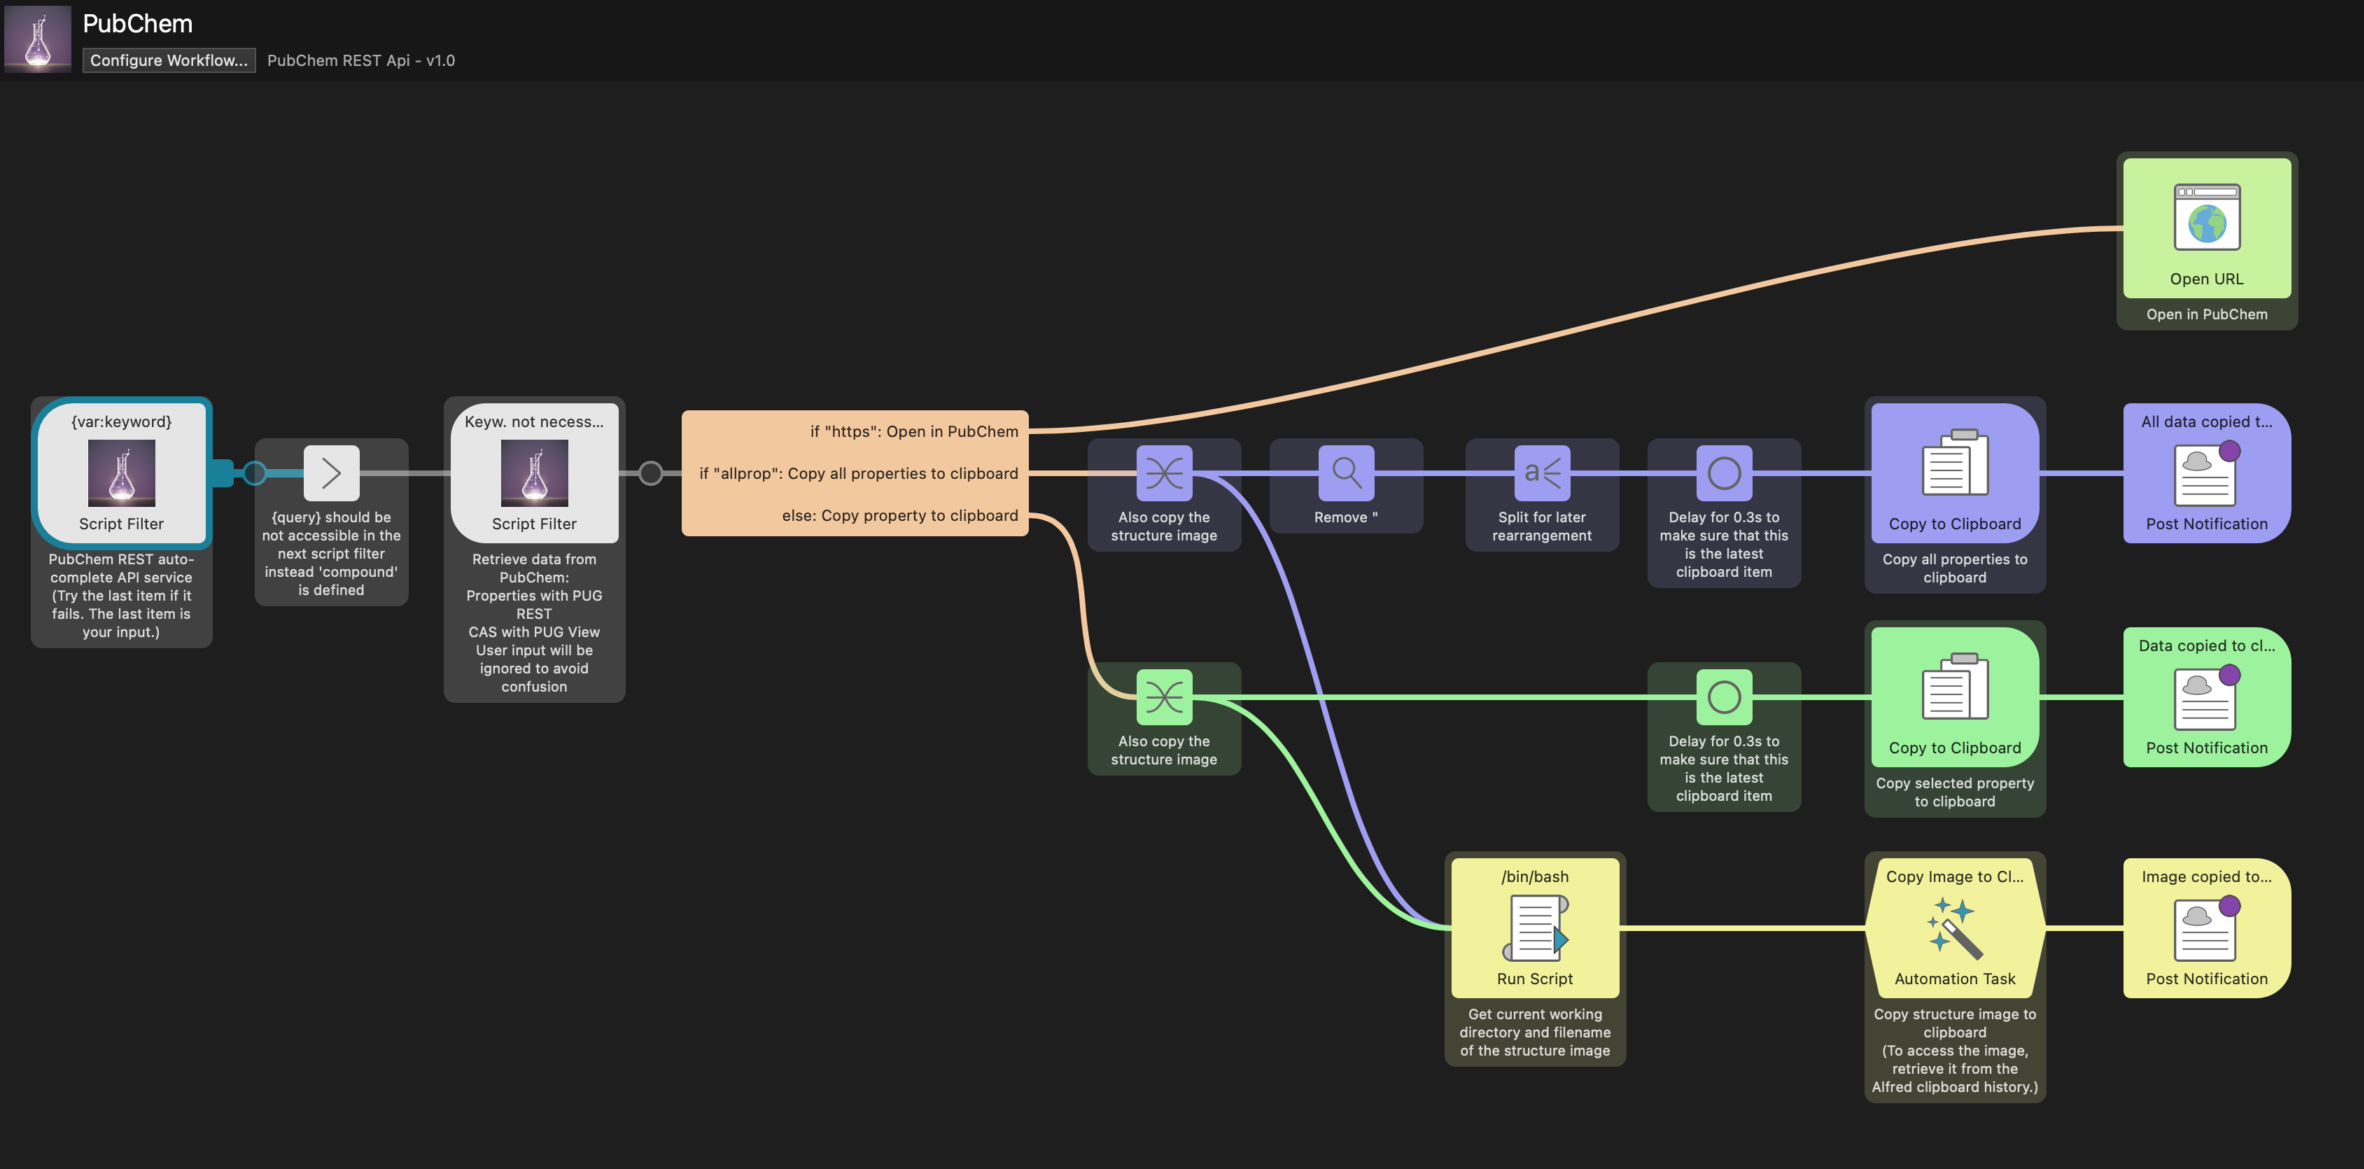 PubChem
Configure Workflow...
PubChem REST Api - v1.0
Open URL
Open in PubChem
{var:keyword}
Script Filter
PubChem REST auto-
complete API service
(Try the last item if it
fails. The last item is
your input.)
{query} should be
not accessible in the
next script filter
instead 'compound'
is defined
Keyw. not necess...
Script Filter
Retrieve data from
PubChem:
Properties with PUG
REST
CAS with PUG View
User input will be
ignored to avoid
confusion
if "https": Open in PubChem
if "allprop": Copy all properties to clipboard
else: Copy property to clipboard
Also copy the
structure image
Remove "
a
Split for later
rearrangement
Delay for 0.3s to
make sure that this
is the latest
clipboard item
Copy to Clipboard
Copy all properties to
clipboard
All data copied t...
Post Notification
Also copy the
structure image
Delay for 0.3s to
make sure that this
is the latest
clipboard item
Copy to Clipboard
Copy selected property
to clipboard
Data copied to cl...
Post Notification
/bin/bash
Run Script
Get current working
directory and filename
of the structure image
Copy Image to Cl...
Automation Task
Copy structure image to
clipboard
(To access the image,
retrieve it from the
Alfred clipboard history.)
Image copied to...
Post Notification